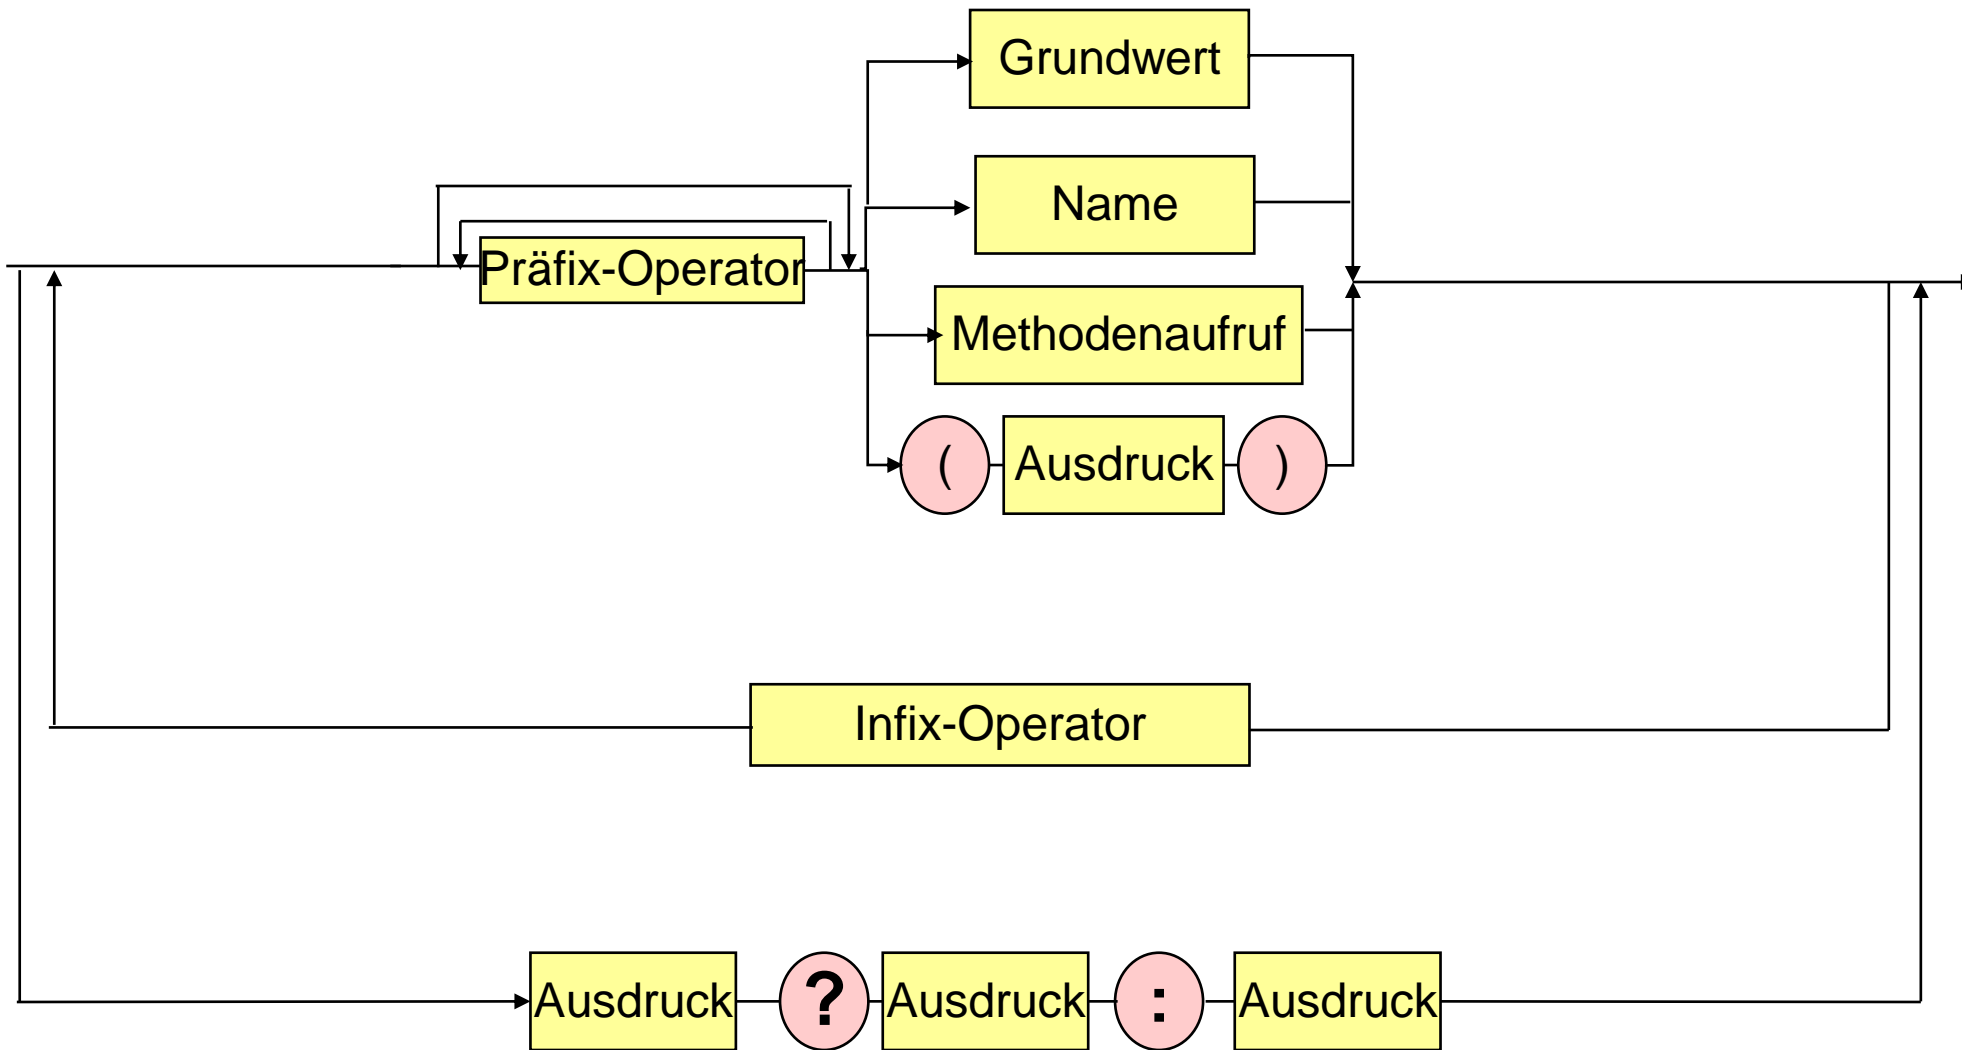 Grundwert
Name
Präfix-Operator
Methodenaufruf
( Ausdruck )
Infix-Operator
Ausdruck ? Ausdruck : Ausdruck